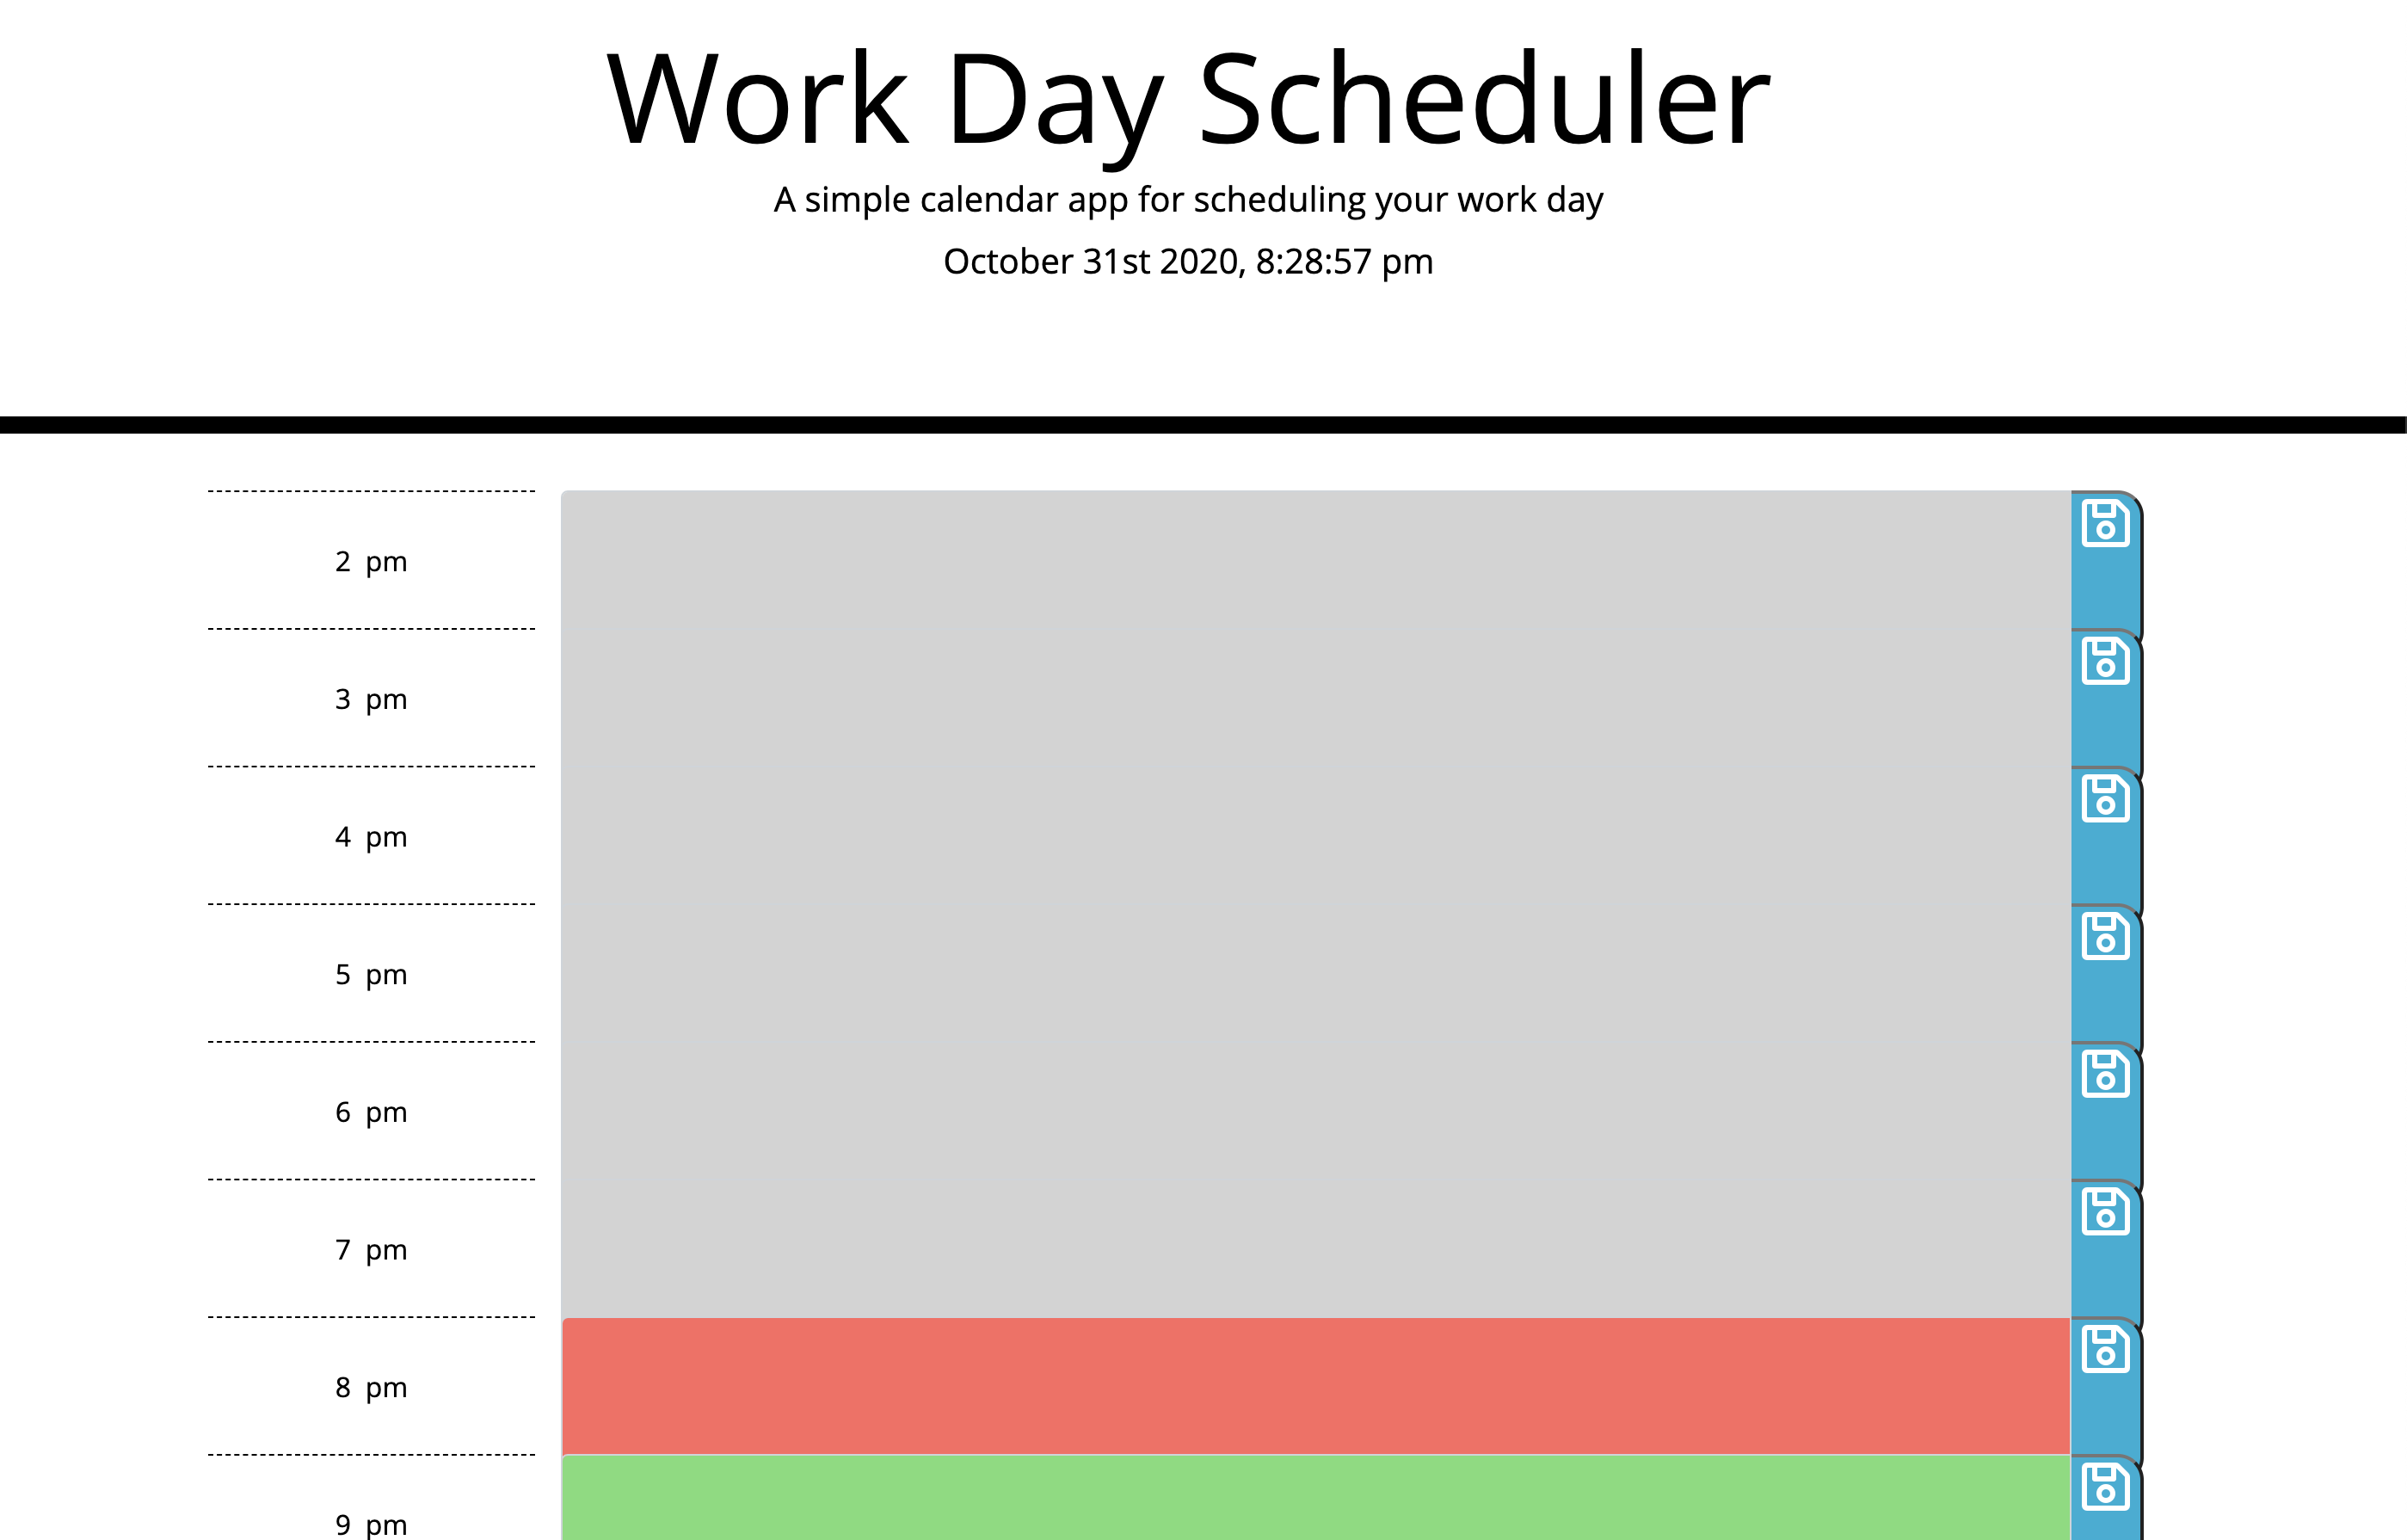 Work Day Scheduler
A simple calendar app for scheduling your work day
October 31st 2020, 8:28:57 pm
2 pm
3 pm
4 pm
5 pm
6 pm
7 pm
8 pm
9 pm